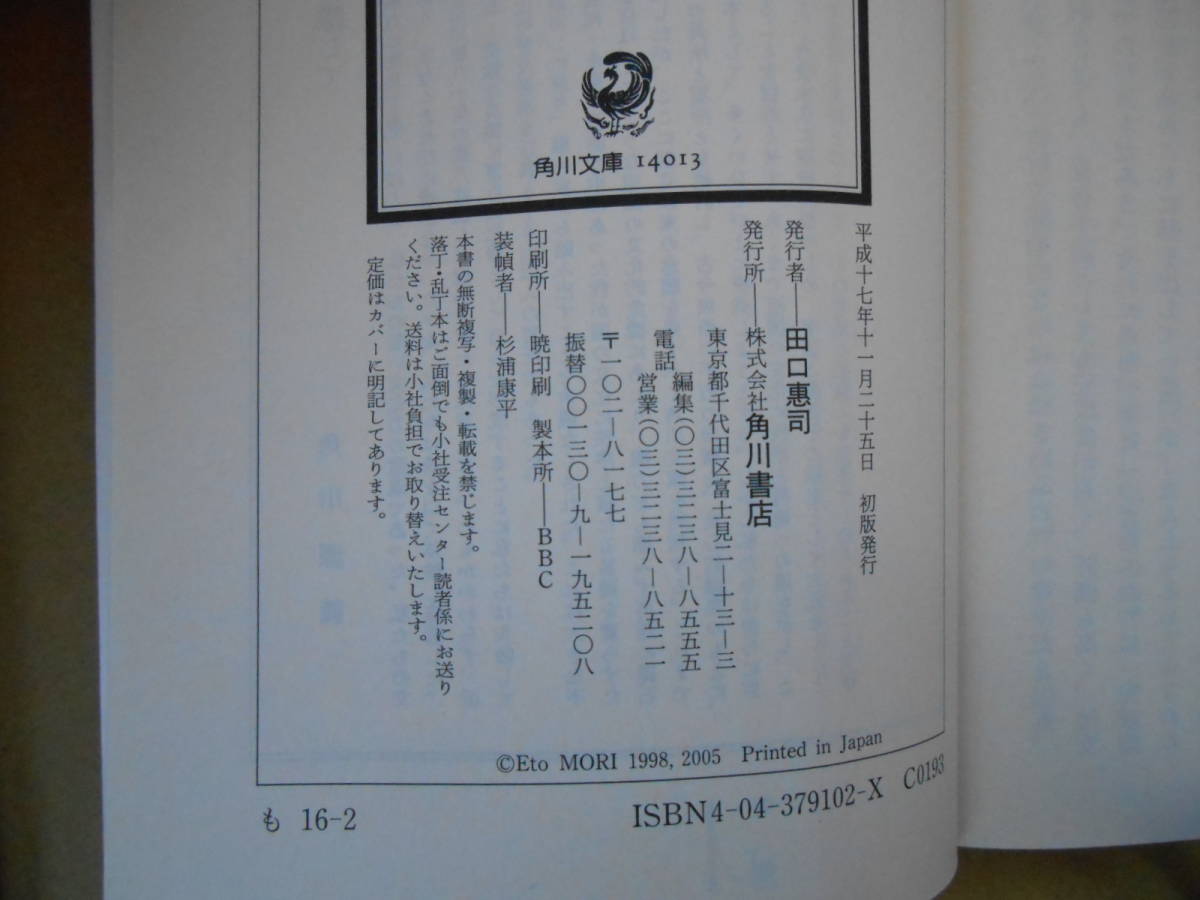 角川文庫 14013
平成十七年十一月二十五日 初版発行
発行者──田口惠司
発行所──株式会社角川書店
東京都千代田区富士見二―十三―三
電話 編集(〇三)三二三八―八五五五
営業(〇三)三二三八―八五二一
〒一〇二―八一七七
振替〇〇一三〇―九―一九五二〇八
印刷所──暁印刷 製本所──BBC
装幀者──杉浦康平
本書の無断複写・複製・転載を禁じます。
落丁・乱丁本はご面倒でも小社受注センター読者係にお送り
ください。送料は小社負担でお取り替えいたします。
定価はカバーに明記してあります。
©Eto MORI 1998, 2005 Printed in Japan
も 16-2
ISBN4-04-379102-X C0193